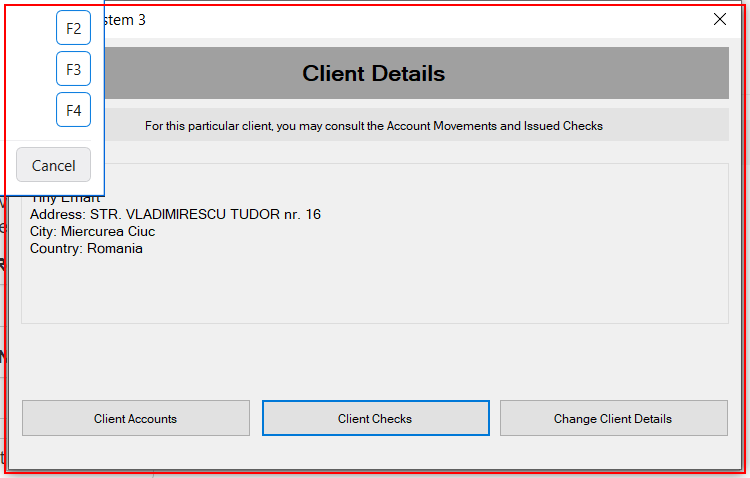 F2
F3
F4
Cancel
stem 3
Client Details
For this particular client, you may consult the Account Movements and Issued Checks
Address: STR. VLADIMIRESCU TUDOR nr. 16
City: Miercurea Ciuc
Country: Romania
Client Accounts
Client Checks
Change Client Details